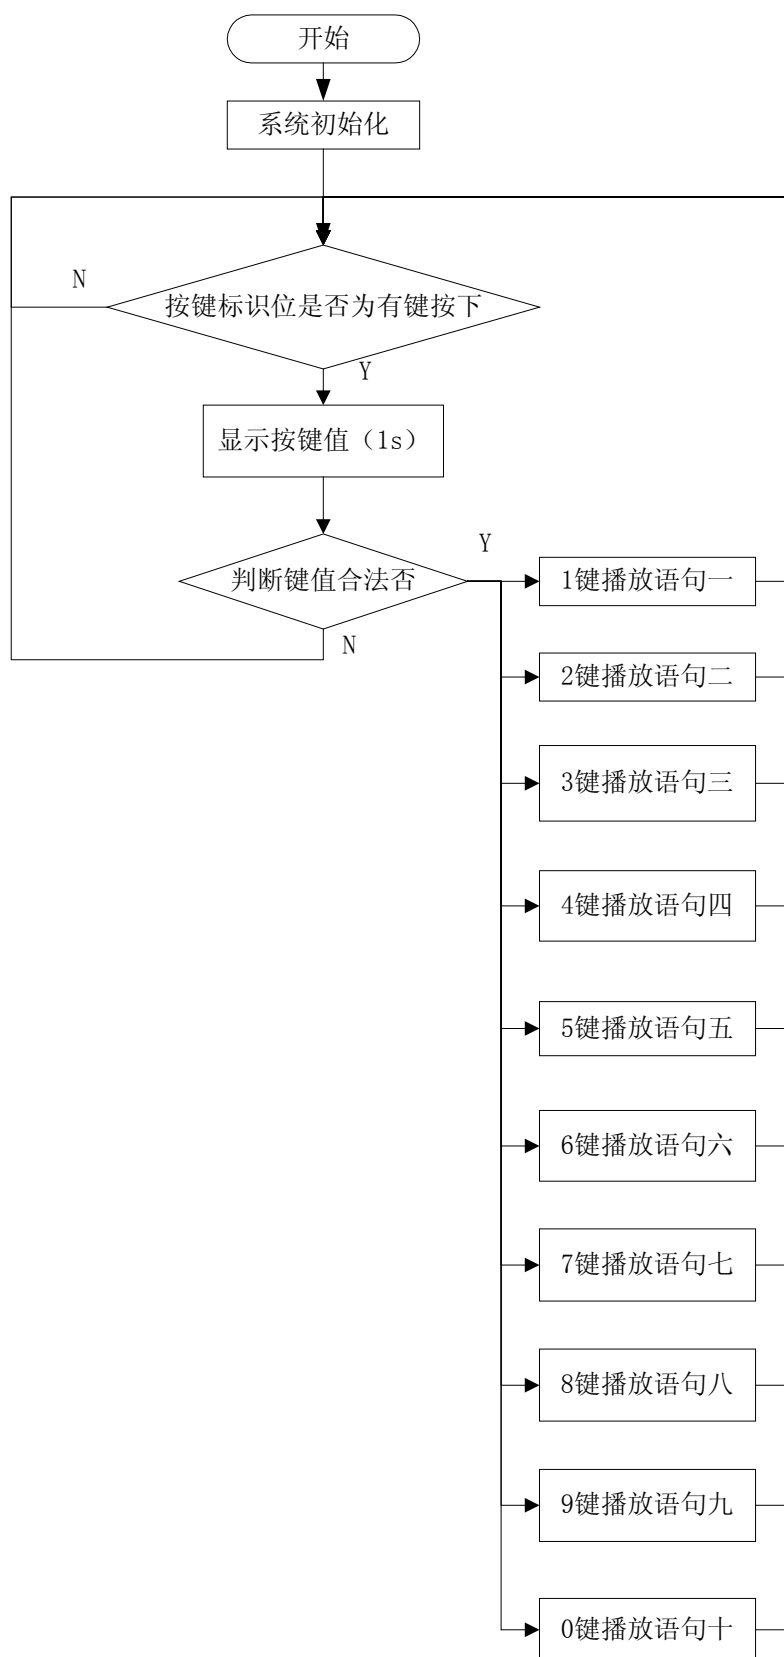 开始
系统初始化
N
按键标识位是否为有键按下
Y
显示按键值（1s）
Y
判断键值合法否
1键播放语句一
N
2键播放语句二
3键播放语句三
4键播放语句四
5键播放语句五
6键播放语句六
7键播放语句七
8键播放语句八
9键播放语句九
0键播放语句十